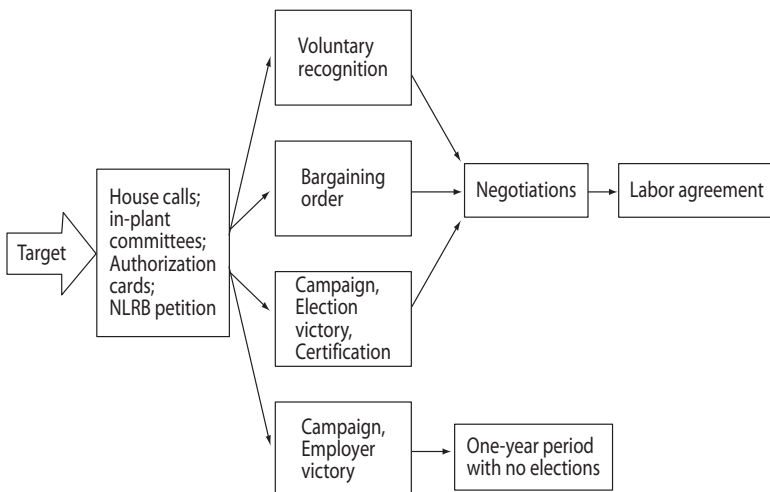 Target
House calls;
in-plant
committees;
Authorization
cards;
NLRB petition
Voluntary
recognition
Bargaining
order
Campaign,
Election
victory,
Certification
Campaign,
Employer
victory
Negotiations
Labor agreement
One-year period
with no elections